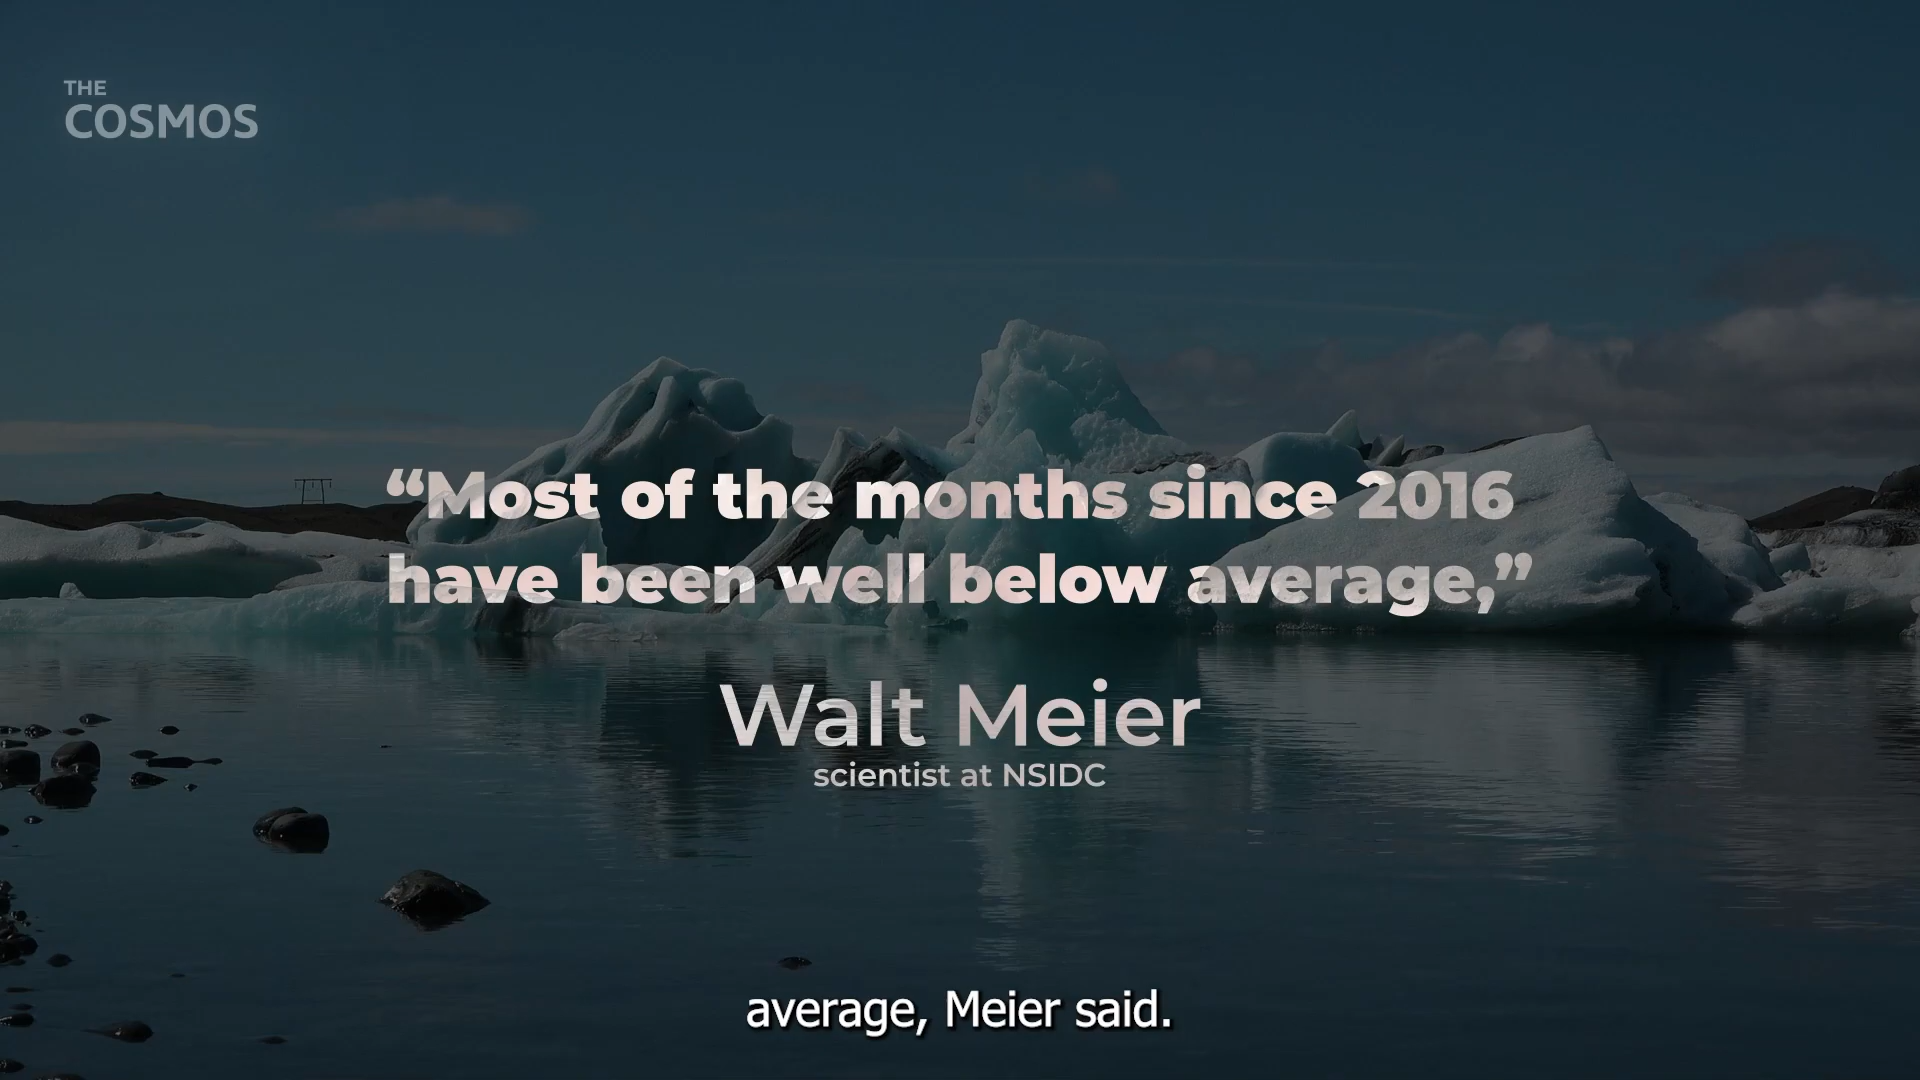 THE
COSMOS
“Most of the months since 2016
have been well below average,”
Walt Meier
scientist at NSIDC
average, Meier said.